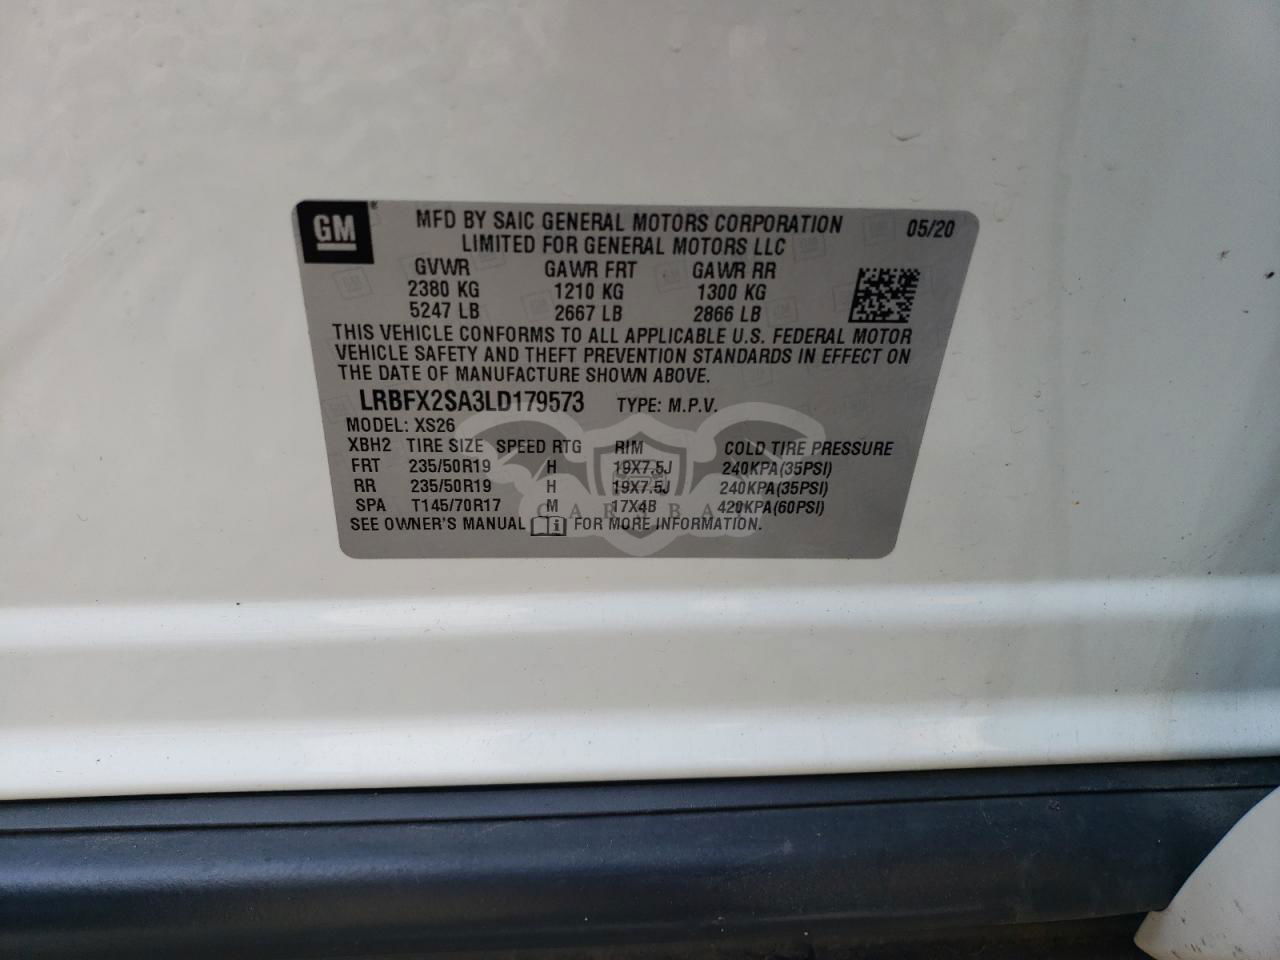 GM
MFD BY SAIC GENERAL MOTORS CORPORATION
LIMITED FOR GENERAL MOTORS LLC
05/20
GVWR GAWR FRT GAWR RR
2380 KG 1210 KG 1300 KG
5247 LB 2667 LB 2866 LB
THIS VEHICLE CONFORMS TO ALL APPLICABLE U.S. FEDERAL MOTOR
VEHICLE SAFETY AND THEFT PREVENTION STANDARDS IN EFFECT ON
THE DATE OF MANUFACTURE SHOWN ABOVE.
LRBFX2SA3LD179573 TYPE: M.P.V.
MODEL: XS26
XBH2 TIRE SIZE SPEED RTG RIM COLD TIRE PRESSURE
FRT 235/50R19 H 19X7.5J 240KPA(35PSI)
RR 235/50R19 H 19X7.5J 240KPA(35PSI)
SPA T145/70R17 M 17X4B 420KPA(60PSI)
SEE OWNER'S MANUAL FOR MORE INFORMATION.